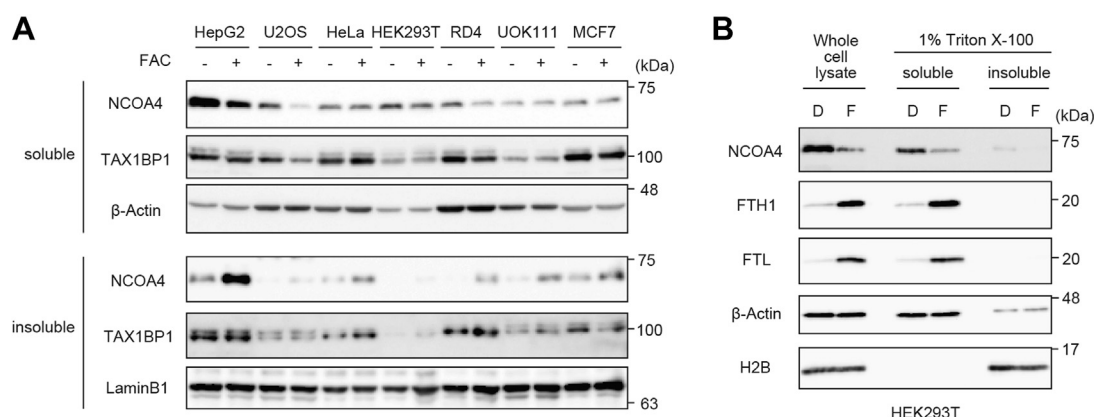 A
HepG2 U2OS HeLa HEK293T RD4 UOK111 MCF7
FAC - + - + - + - + - + - + - + (kDa)
soluble
NCOA4 75
TAX1BP1 100
β-Actin 48
insoluble
NCOA4 75
TAX1BP1 100
LaminB1 63
B
Whole cell lysate
1% Triton X-100
soluble insoluble
D F D F D F (kDa)
NCOA4 75
FTH1 20
FTL 20
β-Actin 48
H2B 17
HEK293T